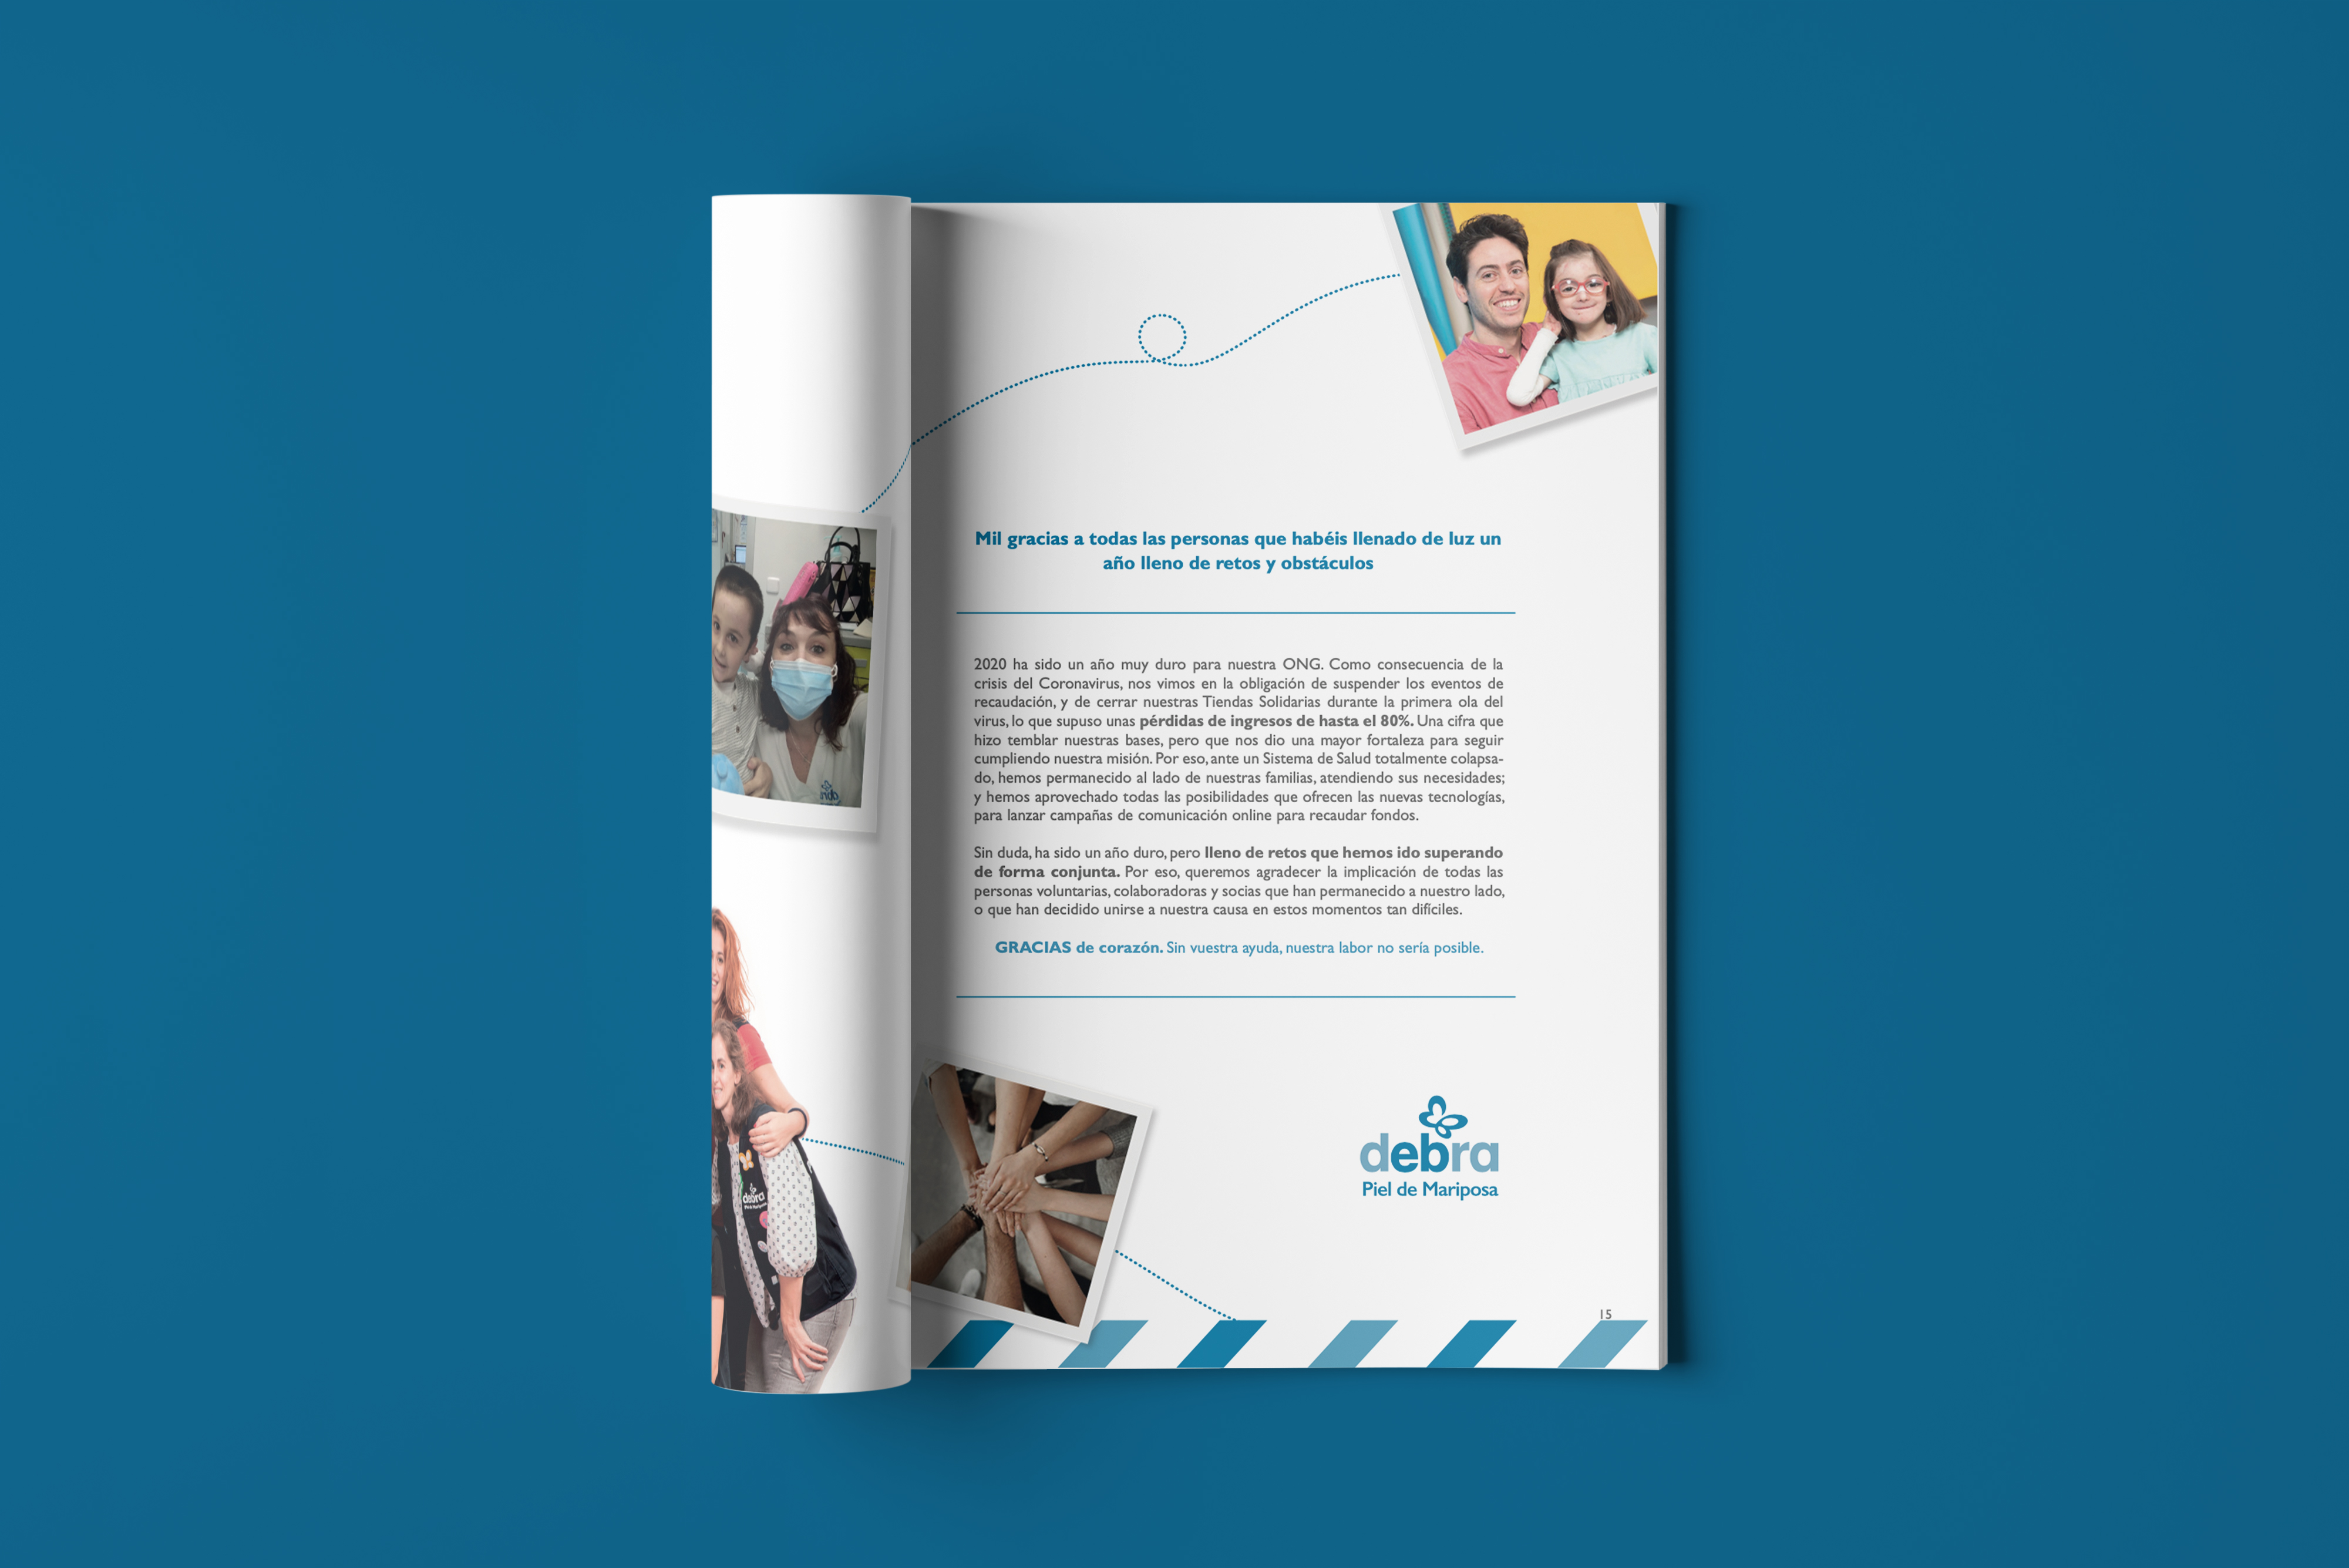 Mil gracias a todas las personas que habéis llenado de luz un
año lleno de retos y obstáculos
2020 ha sido un año muy duro para nuestra ONG. Como consecuencia de la
crisis del Coronavirus, nos vimos en la obligación de suspender los eventos de
recaudación, y de cerrar nuestras Tiendas Solidarias durante la primera ola del
virus, lo que supuso unas pérdidas de ingresos de hasta el 80%. Una cifra que
hizo temblar nuestras bases, pero que nos dio una mayor fortaleza para seguir
cumpliendo nuestra misión. Por eso, ante un Sistema de Salud totalmente colapsa-
do, hemos permanecido al lado de nuestras familias, atendiendo sus necesidades;
y hemos aprovechado todas las posibilidades que ofrecen las nuevas tecnologías,
para lanzar campañas de comunicación online para recaudar fondos.
Sin duda, ha sido un año duro, pero lleno de retos que hemos ido superando
de forma conjunta. Por eso, queremos agradecer la implicación de todas las
personas voluntarias, colaboradoras y socias que han permanecido a nuestro lado,
o que han decidido unirse a nuestra causa en estos momentos tan difíciles.
GRACIAS de corazón. Sin vuestra ayuda, nuestra labor no sería posible.
debra
Piel de Mariposa
debra
15